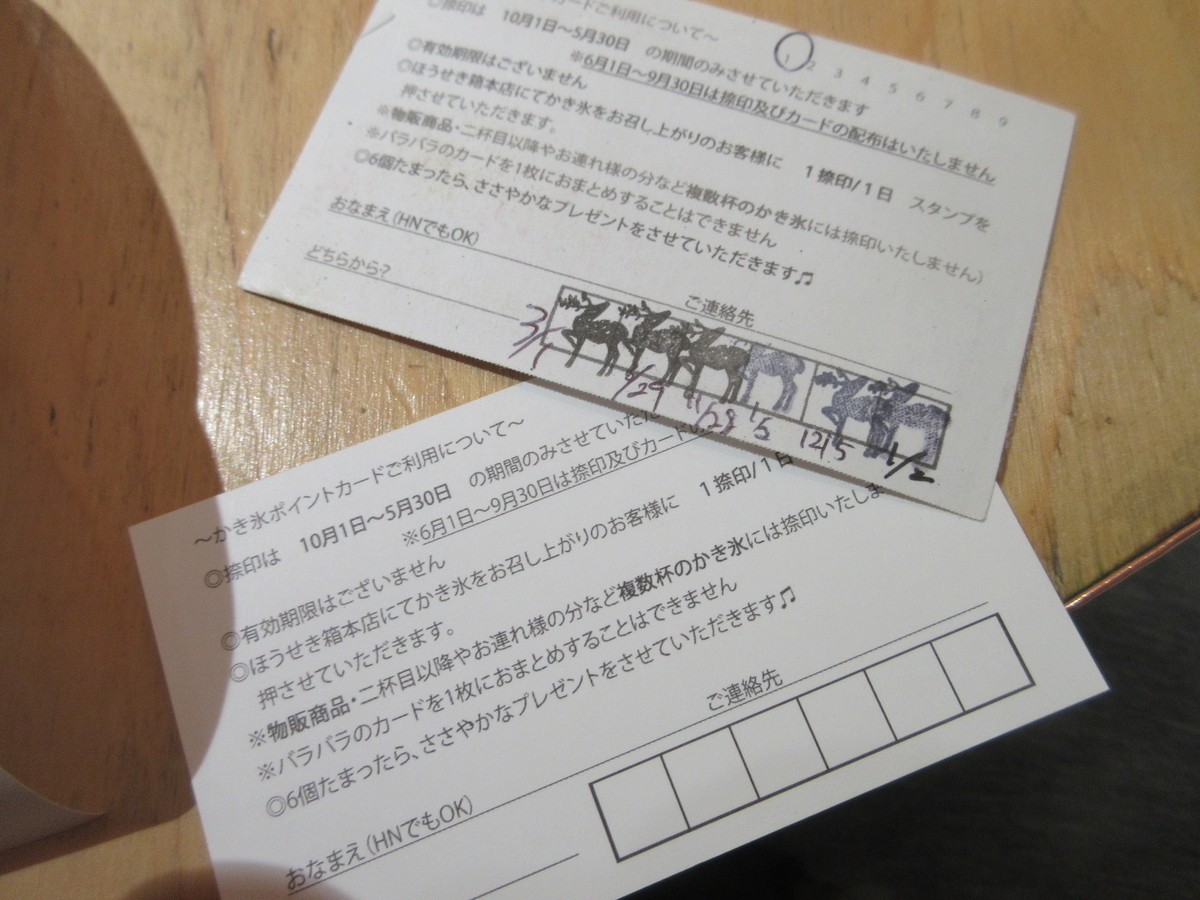 カードご利用について～
◎捺印は 10月1日～5月30日 の期間のみさせていただきます
※6月1日～9月30日は捺印及びカードの配布はいたしません
◎有効期限はございません
◎ほうせき箱本店にてかき氷をお召し上がりのお客様に 1捺印/1日 スタンプを
押させていただきます。
※物販商品・二杯目以降やお連れ様の分など複数杯のかき氷には捺印いたしません）
※バラバラのカードを1枚におまとめすることはできません
◎6個たまったら、ささやかなプレゼントをさせていただきます♫
1 2 3 4 5 6 7 8 9
おなまえ（HNでもOK）
どちらから?
ご連絡先
3/1
/29
11/29
1/5
12/5
1/2
～かき氷ポイントカードご利用について～
◎捺印は 10月1日～5月30日 の期間のみさせていただ
※6月1日～9月30日は捺印及びカードの
◎有効期限はございません
◎ほうせき箱本店にてかき氷をお召し上がりのお客様に 1捺印/1日
押させていただきます。
※物販商品・二杯目以降やお連れ様の分など複数杯のかき氷には捺印いたしま
※バラバラのカードを1枚におまとめすることはできません
◎6個たまったら、ささやかなプレゼントをさせていただきます♫
ご連絡先
おなまえ（HNでもOK）